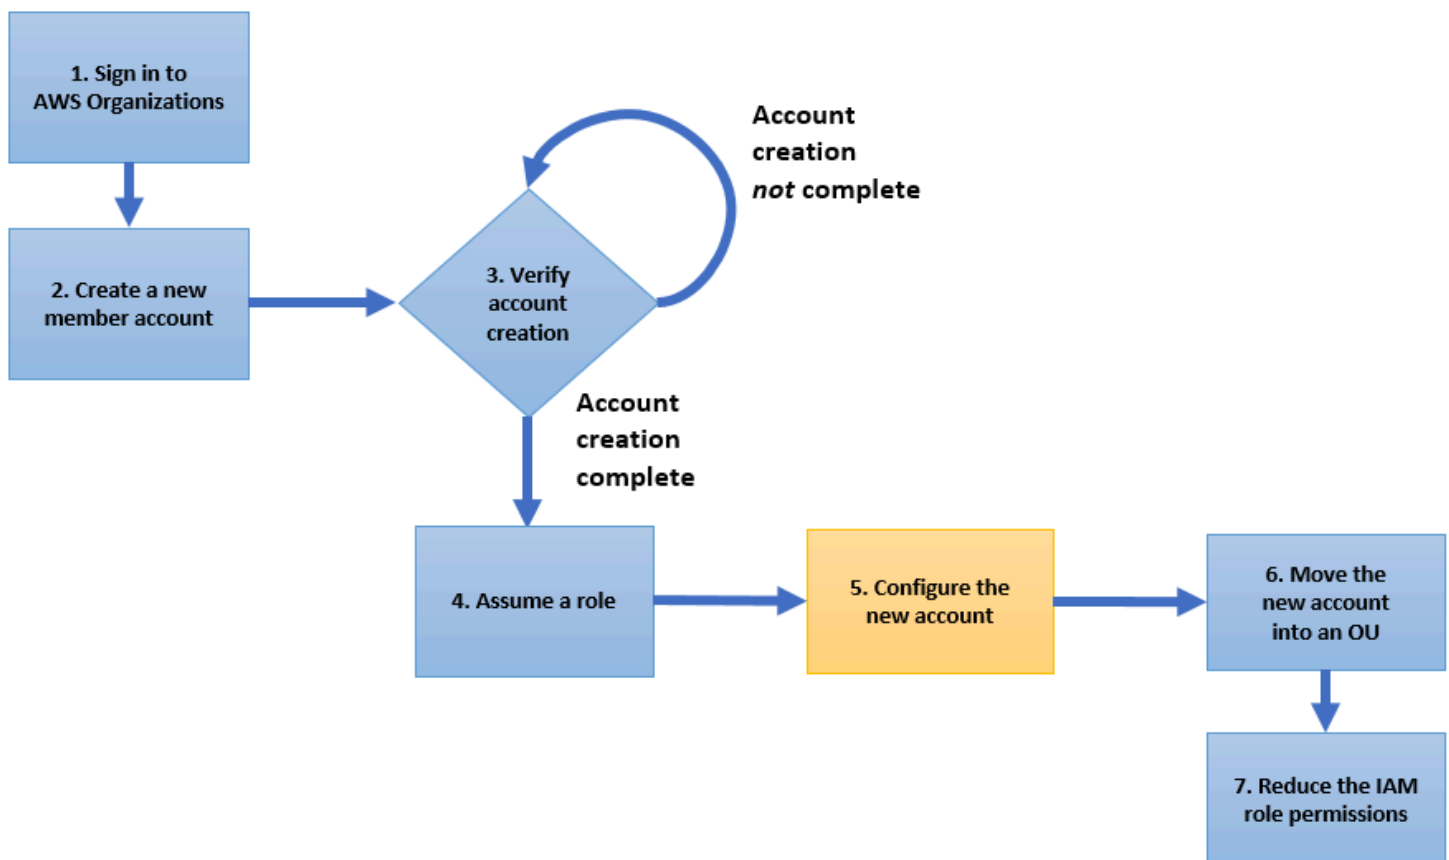 1. Sign in to
AWS Organizations
2. Create a new
member account
3. Verify
account
creation
Account
creation
not complete
Account
creation
complete
4. Assume a role
5. Configure the
new account
6. Move the
new account
into an OU
7. Reduce the IAM
role permissions